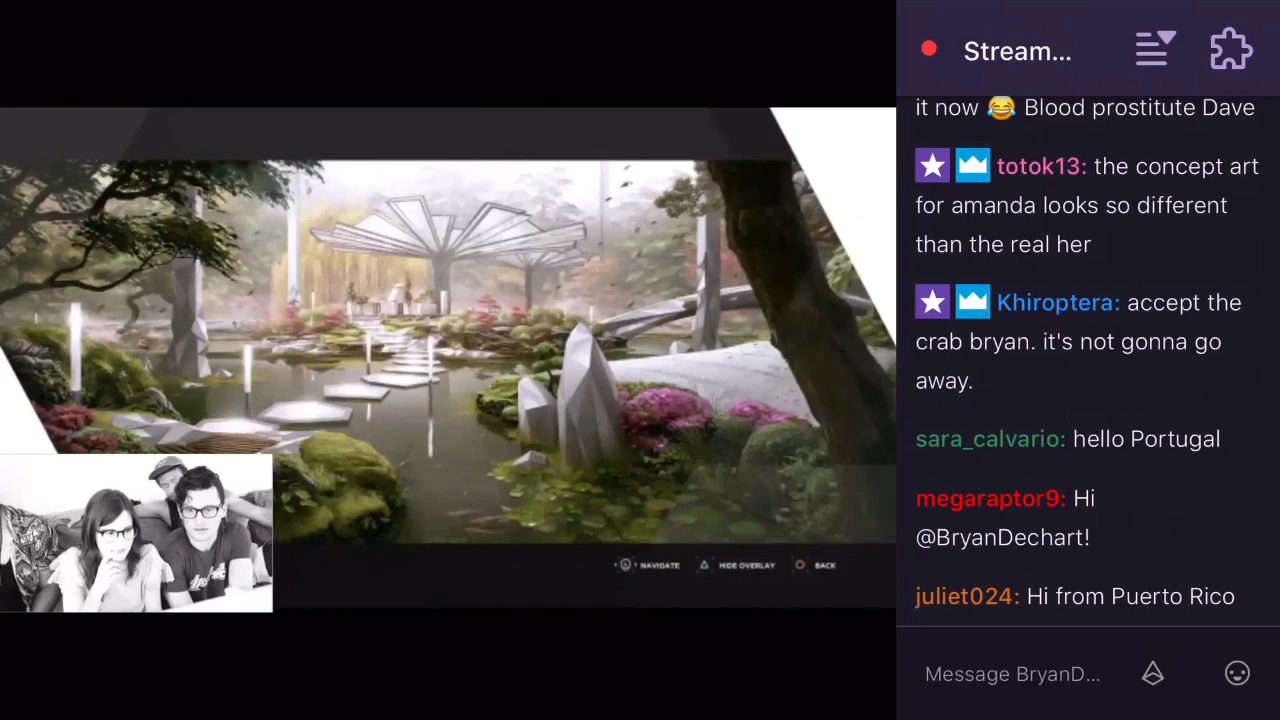 Stream...
it now 😂 Blood prostitute Dave
totok13: the concept art
for amanda looks so different
than the real her
Khiroptera: accept the
crab bryan. it's not gonna go
away.
sara_calvario: hello Portugal
megaraptor9: Hi
@BryanDechart!
juliet024: Hi from Puerto Rico
Message BryanD...
NAVIGATE
HIDE OVERLAY
BACK